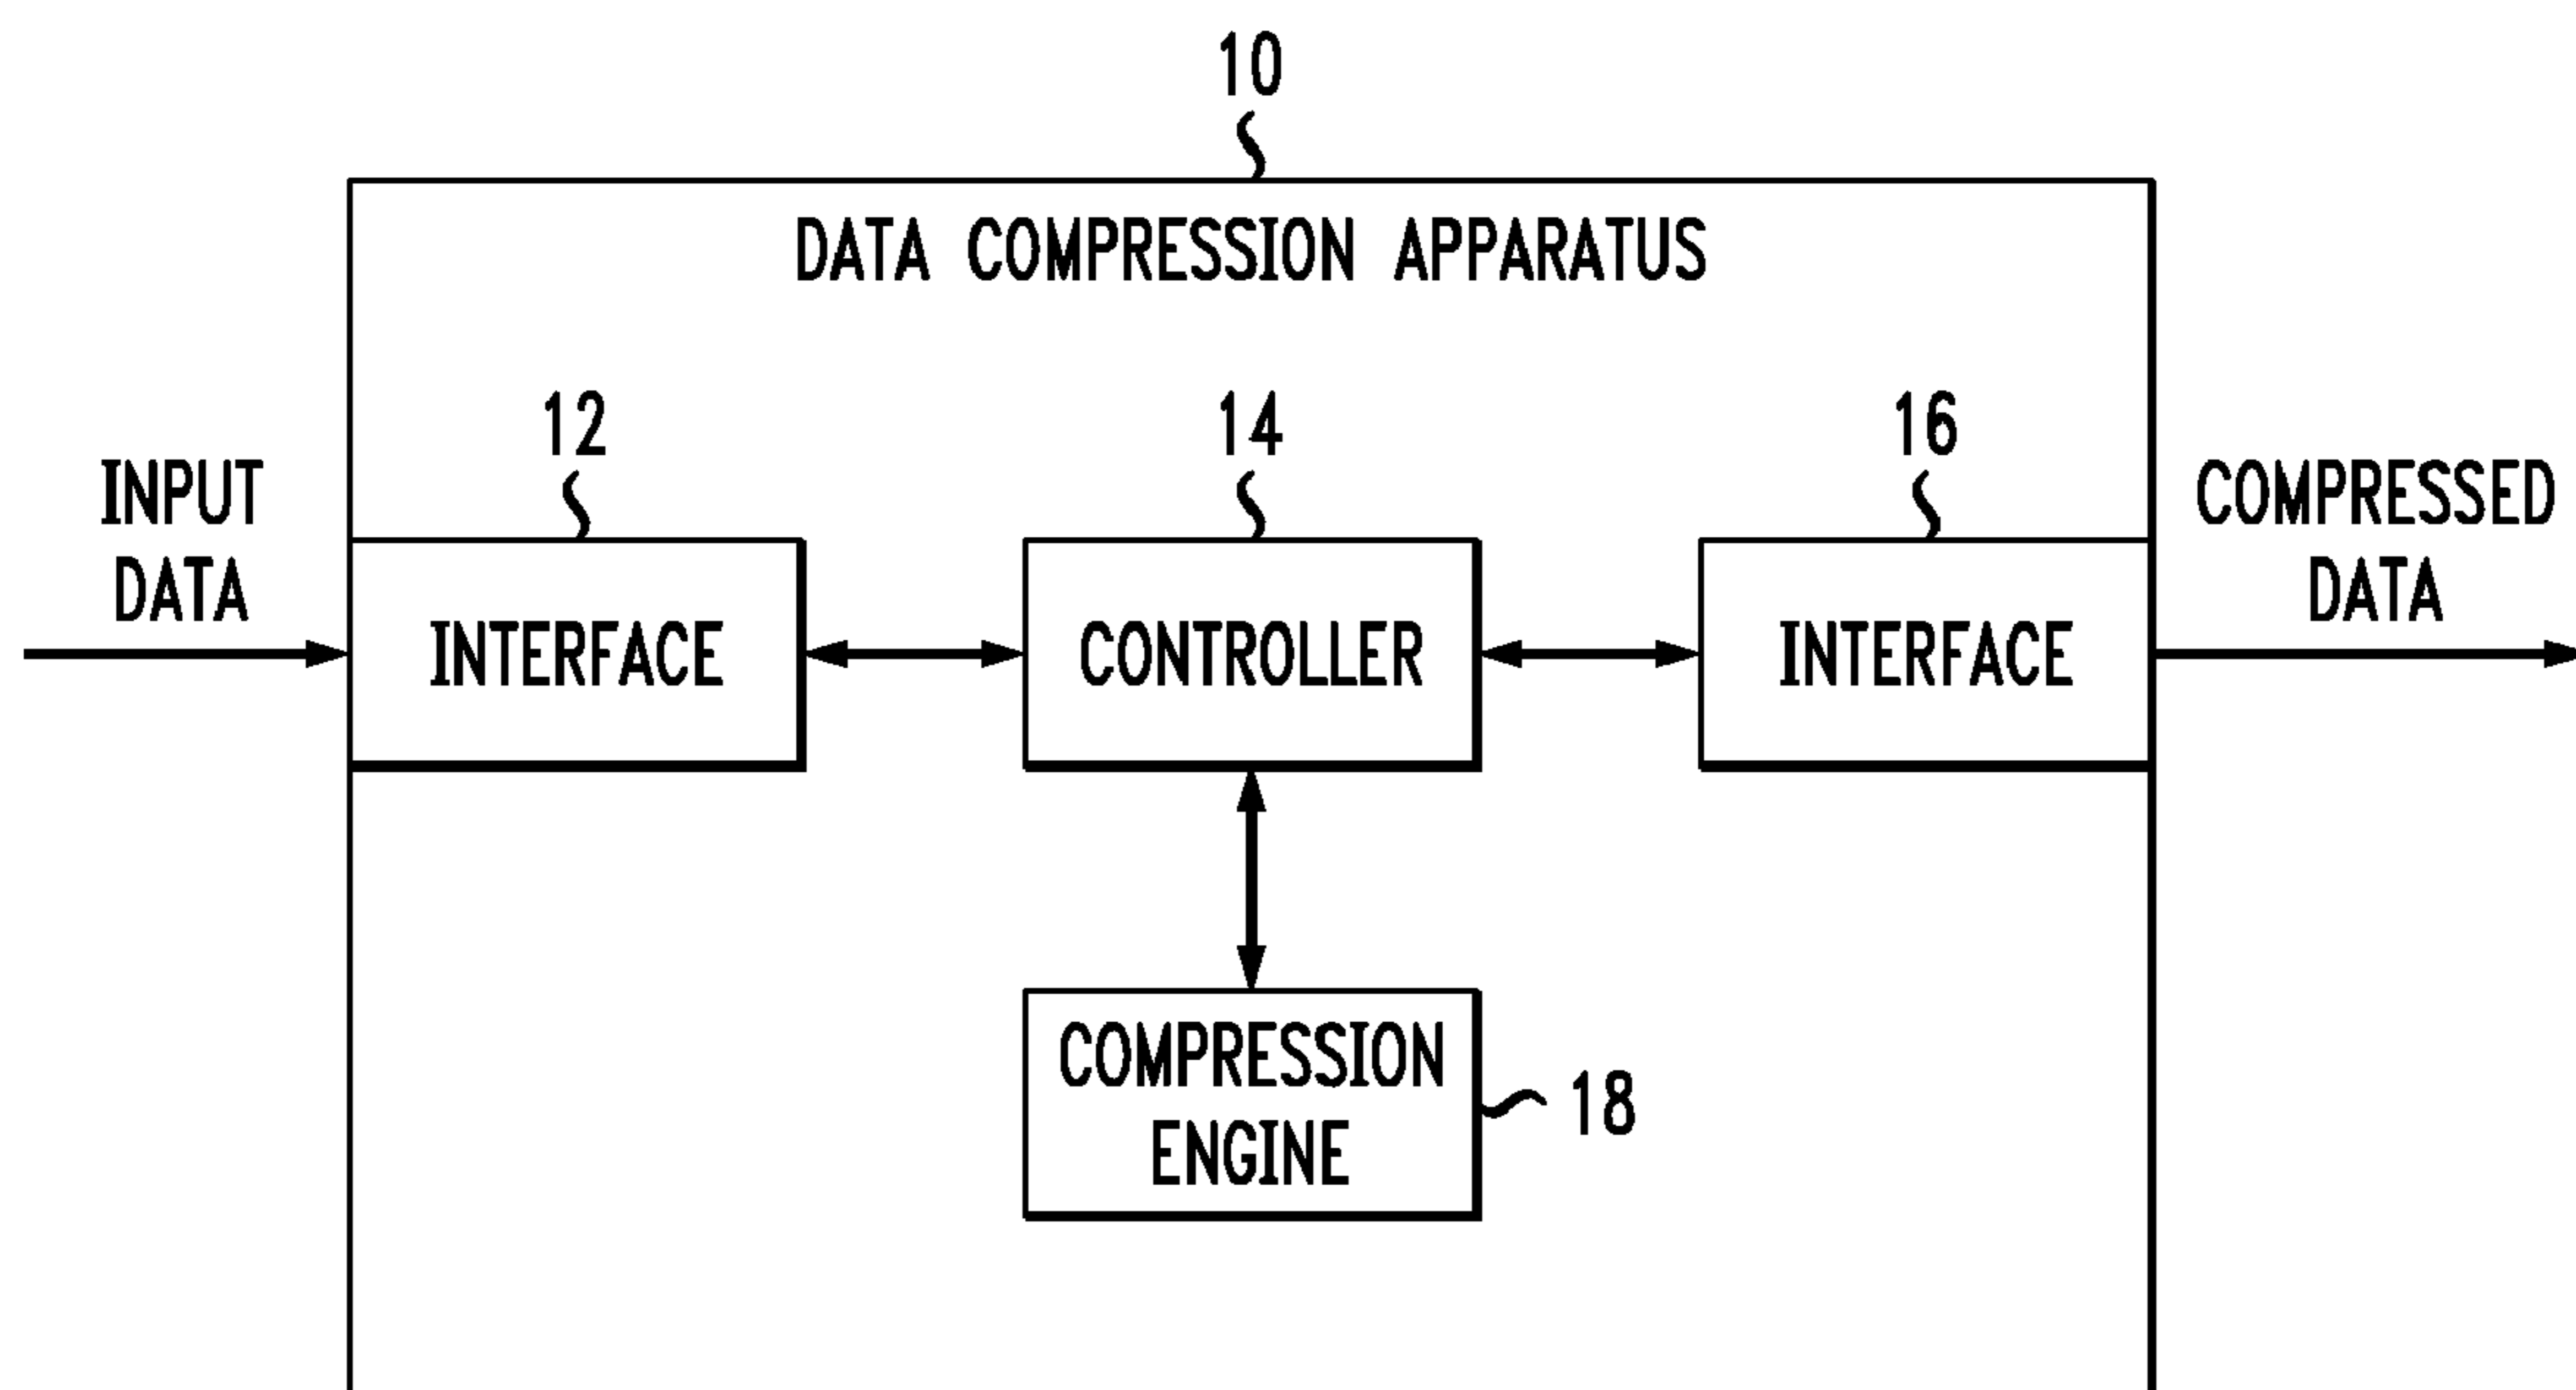 10
DATA COMPRESSION APPARATUS
12
14
16
INPUT
DATA
COMPRESSED
DATA
INTERFACE
CONTROLLER
INTERFACE
COMPRESSION
ENGINE
18